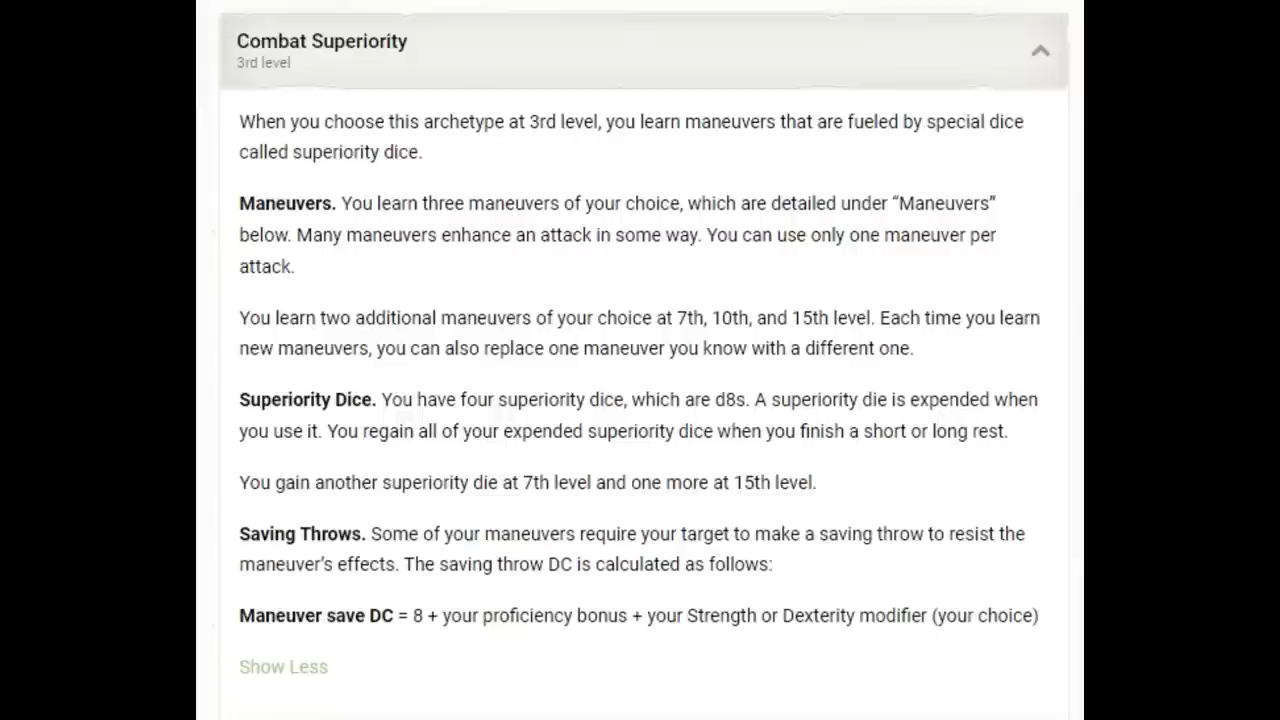 Combat Superiority
3rd level
When you choose this archetype at 3rd level, you learn maneuvers that are fueled by special dice
called superiority dice.
Maneuvers. You learn three maneuvers of your choice, which are detailed under “Maneuvers”
below. Many maneuvers enhance an attack in some way. You can use only one maneuver per
attack.
You learn two additional maneuvers of your choice at 7th, 10th, and 15th level. Each time you learn
new maneuvers, you can also replace one maneuver you know with a different one.
Superiority Dice. You have four superiority dice, which are d8s. A superiority die is expended when
you use it. You regain all of your expended superiority dice when you finish a short or long rest.
You gain another superiority die at 7th level and one more at 15th level.
Saving Throws. Some of your maneuvers require your target to make a saving throw to resist the
maneuver’s effects. The saving throw DC is calculated as follows:
Maneuver save DC = 8 + your proficiency bonus + your Strength or Dexterity modifier (your choice)
Show Less